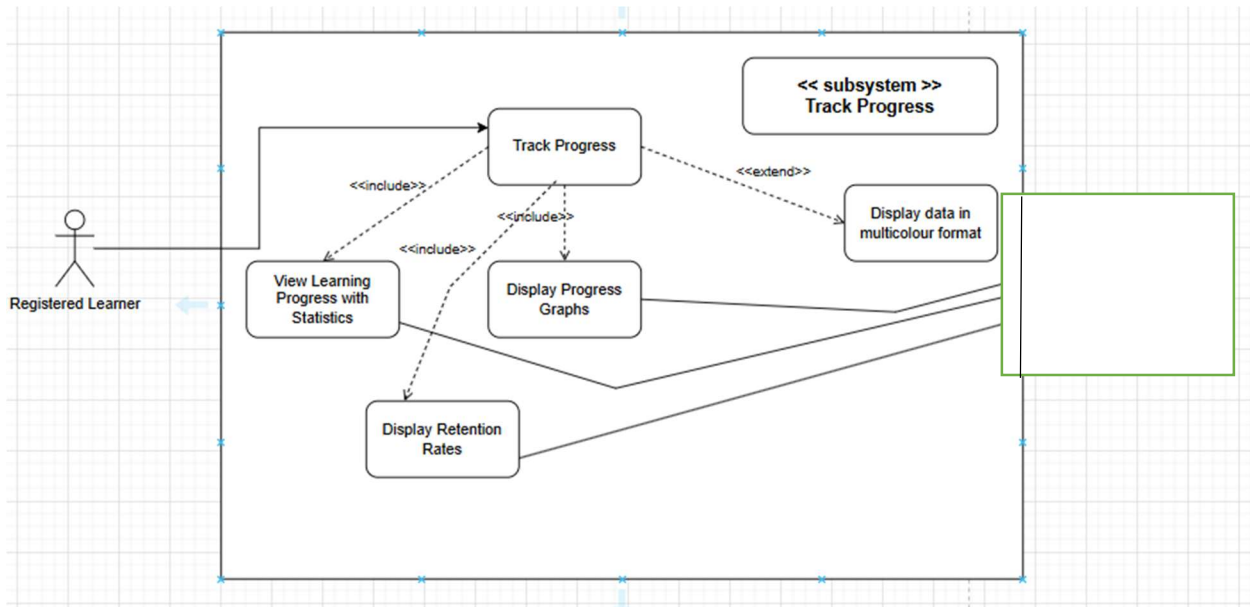 << subsystem >>
Track Progress
Track Progress
<<include>>
<<extend>>
<<include>>
<<include>>
Display data in
multicolour format
View Learning
Progress with
Statistics
Display Progress
Graphs
Registered Learner
Display Retention
Rates